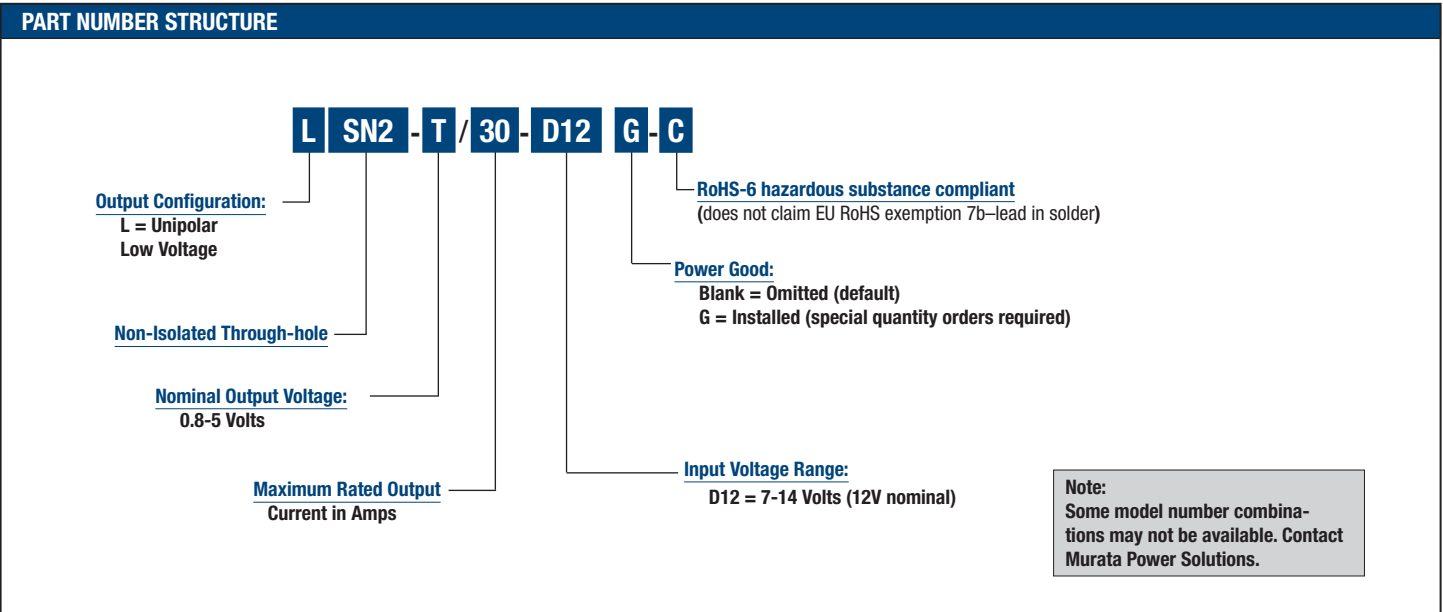 PART NUMBER STRUCTURE
L SN2 - T / 30 - D12 G - C
Output Configuration:
L = Unipolar
Low Voltage
Non-Isolated Through-hole
Nominal Output Voltage:
0.8-5 Volts
Maximum Rated Output
Current in Amps
RoHS-6 hazardous substance compliant
(does not claim EU RoHS exemption 7b–lead in solder)
Power Good:
Blank = Omitted (default)
G = Installed (special quantity orders required)
Input Voltage Range:
D12 = 7-14 Volts (12V nominal)
Note:
Some model number combina-
tions may not be available. Contact
Murata Power Solutions.